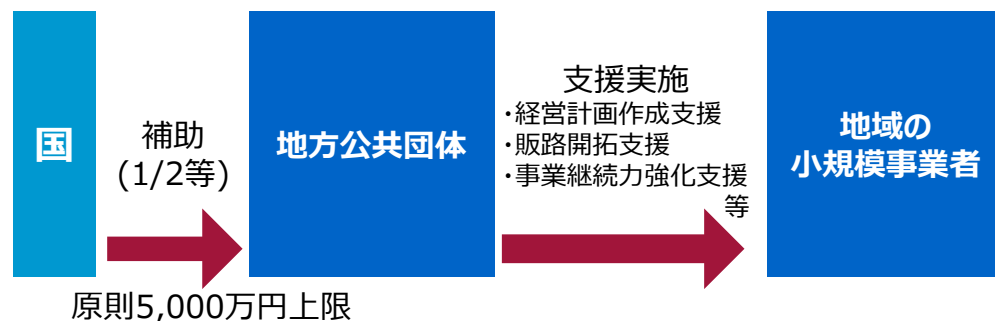 国
補助
(1/2等)
原則5,000万円上限
地方公共団体
支援実施
・経営計画作成支援
・販路開拓支援
・事業継続力強化支援
等
地域の
小規模事業者